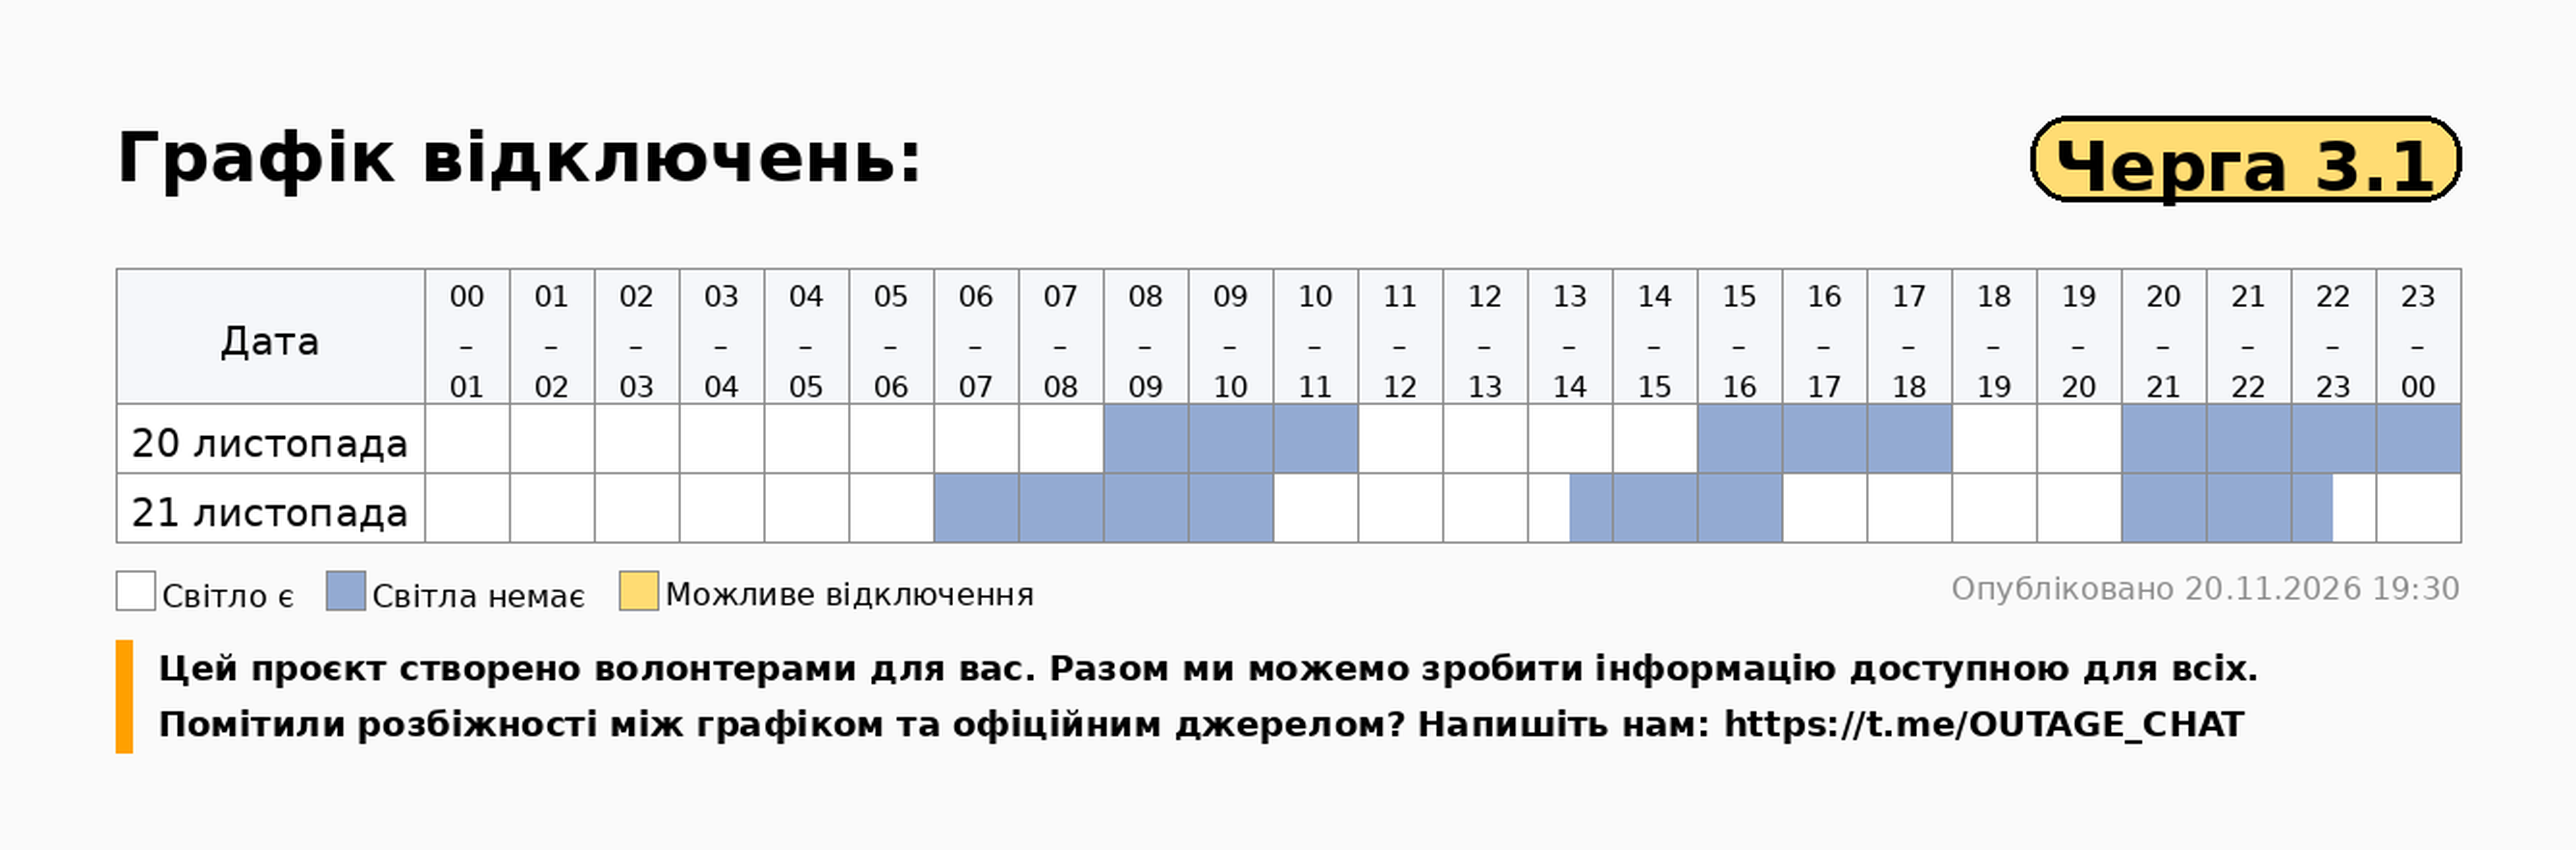 Графік відключень:
Черга 3.1
Дата 00 – 01 01 – 02 02 – 03 03 – 04 04 – 05 05 – 06 06 – 07 07 – 08 08 – 09 09 – 10 10 – 11 11 – 12 12 – 13 13 – 14 14 – 15 15 – 16 16 – 17 17 – 18 18 – 19 19 – 20 20 – 21 21 – 22 22 – 23 23 – 00
20 листопада
21 листопада
Світло є Світла немає Можливе відключення
Опубліковано 20.11.2026 19:30
Цей проєкт створено волонтерами для вас. Разом ми можемо зробити інформацію доступною для всіх.
Помітили розбіжності між графіком та офіційним джерелом? Напишіть нам: https://t.me/OUTAGE_CHAT